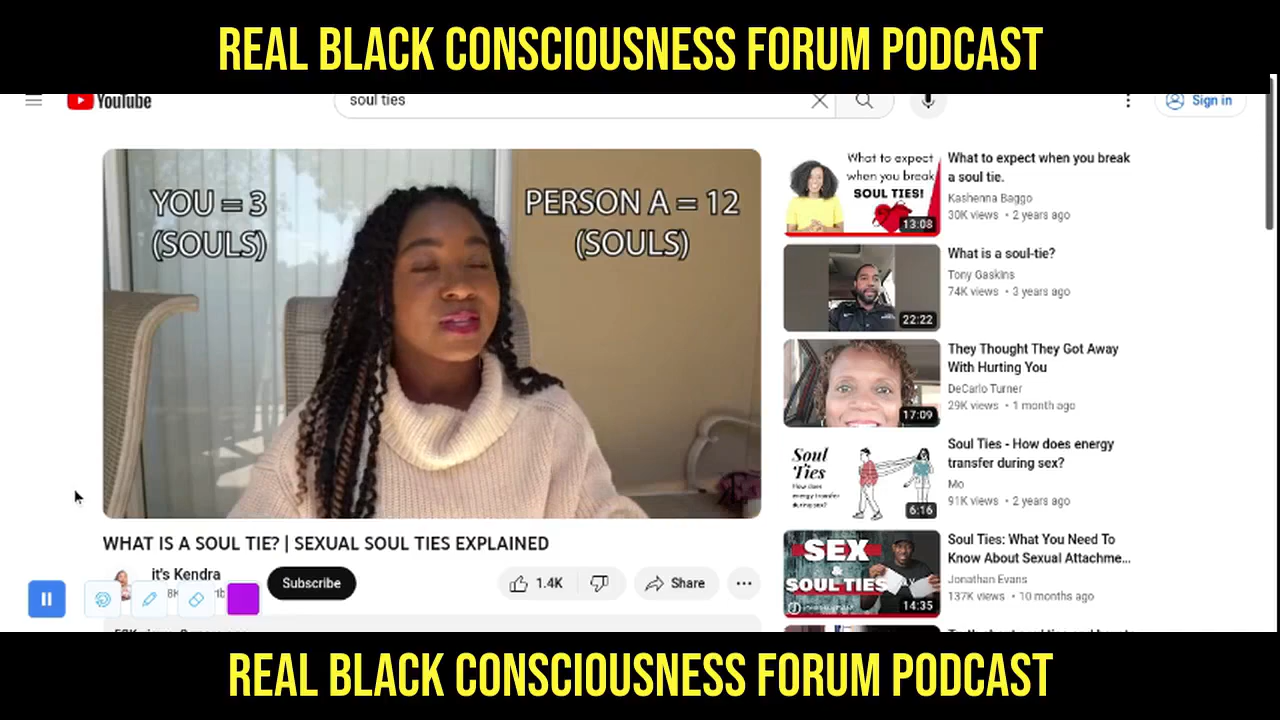 REAL BLACK CONSCIOUSNESS FORUM PODCAST
YouTube
soul ties
Sign in
YOU = 3
(SOULS)
PERSON A = 12
(SOULS)
WHAT IS A SOUL TIE? | SEXUAL SOUL TIES EXPLAINED
it's Kendra
Subscribe
1.4K
Share
What to expect
when you break
SOUL TIES!
13:08
What to expect when you break
a soul tie.
Kashenna Baggo
30K views • 2 years ago
22:22
What is a soul-tie?
Tony Gaskins
74K views • 3 years ago
17:09
They Thought They Got Away
With Hurting You
DeCarlo Turner
29K views • 1 month ago
Soul
Ties
How does
energy
transfer
during sex?
6:16
Soul Ties - How does energy
transfer during sex?
Mo
91K views • 2 years ago
SEX
&
SOUL TIES
14:35
Soul Ties: What You Need To
Know About Sexual Attachme...
Jonathan Evans
137K views • 10 months ago
REAL BLACK CONSCIOUSNESS FORUM PODCAST